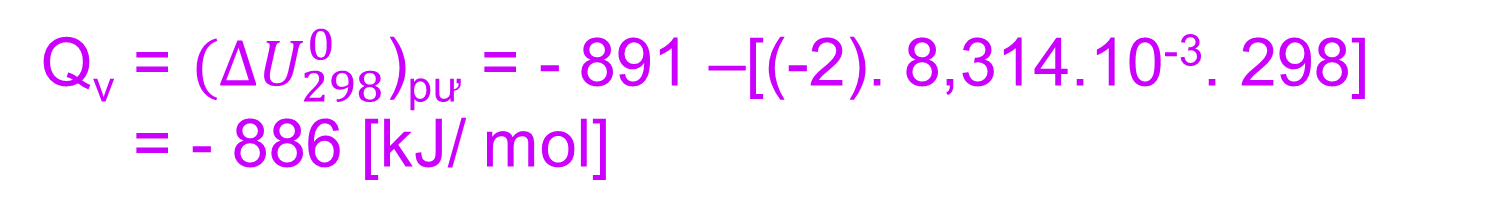 Qᵥ = (ΔU⁰₂₉₈)ₚư = - 891 –[(-2). 8,314.10⁻³. 298]
= - 886 [kJ/ mol]